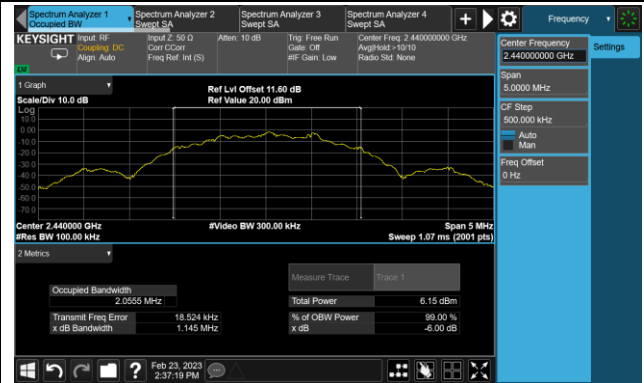 Spectrum Analyzer 1
Occupied BW
Spectrum Analyzer 2
Swept SA
Spectrum Analyzer 3
Swept SA
Spectrum Analyzer 4
Swept SA
+
Frequency
KEYSIGHT
Input: RF
Coupling: DC
Align: Auto
Input Z: 50 Ω
Corr CCorr
Freq Ref: Int (S)
Atten: 10 dB
Trig: Free Run
Gate: Off
#IF Gain: Low
Center Freq: 2.440000000 GHz
Avg|Hold:>10/10
Radio Std: None
LXI
1 Graph
Scale/Div 10.0 dB
Ref Lvl Offset 11.60 dB
Ref Value 20.00 dBm
Log
10.0
0.00
-10.0
-20.0
-30.0
-40.0
-50.0
-60.0
-70.0
Center 2.440000 GHz
#Res BW 100.00 kHz
#Video BW 300.00 kHz
Span 5 MHz
Sweep 1.07 ms (2001 pts)
2 Metrics
Measure Trace
Trace 1
Occupied Bandwidth
2.0555 MHz
Total Power
6.15 dBm
Transmit Freq Error
18.524 kHz
% of OBW Power
99.00 %
x dB Bandwidth
1.145 MHz
x dB
-6.00 dB
Center Frequency
2.440000000 GHz
Settings
Span
5.0000 MHz
CF Step
500.000 kHz
Auto
Man
Freq Offset
0 Hz
?
Feb 23, 2023
2:37:19 PM